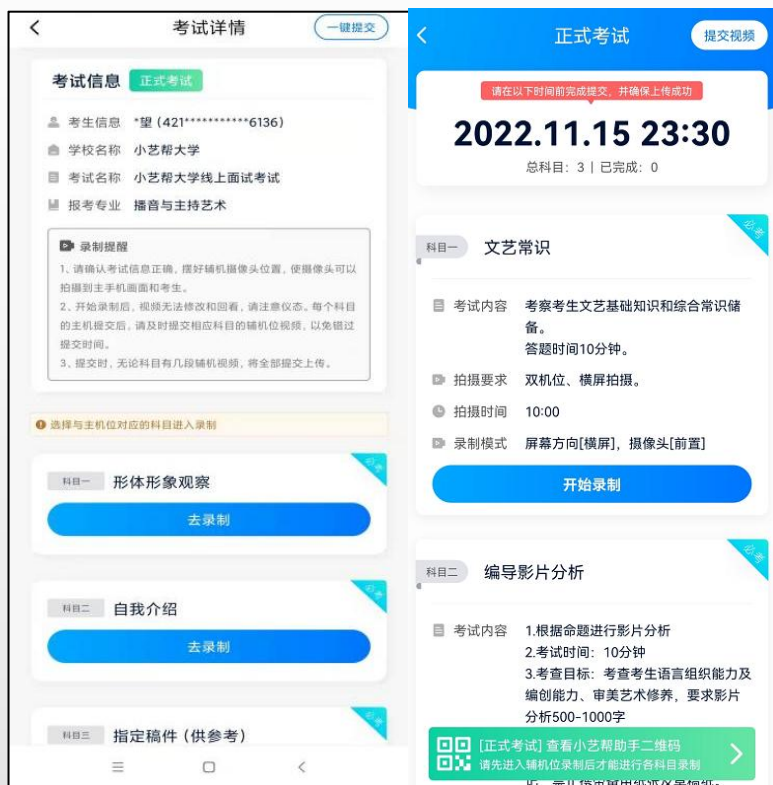 考试详情
一键提交
考试信息 正式考试
考生信息 *望 (421***********6136)
学校名称 小艺帮大学
考试名称 小艺帮大学线上面试考试
报考专业 播音与主持艺术
录制提醒
1、请确认考试信息正确，摆好辅机摄像头位置，使摄像头可以
拍摄到主手机画面和考生。
2、开始录制后，视频无法修改和回看，请注意仪态。每个科目
的主机提交后，请及时提交相应科目的辅机位视频，以免错过
提交时间。
3、提交时，无论科目有几段辅机视频，将全部提交上传。
选择与主机位对应的科目进入录制
必考
科目一 形体形象观察
去录制
必考
科目二 自我介绍
去录制
必考
科目三 指定稿件（供参考）
正式考试
提交视频
请在以下时间前完成提交，并确保上传成功
2022.11.15 23:30
总科目：3 | 已完成：0
必考
科目一 文艺常识
考试内容 考察考生文艺基础知识和综合常识储
备。
答题时间10分钟。
拍摄要求 双机位、横屏拍摄。
拍摄时间 10:00
录制模式 屏幕方向[横屏]，摄像头[前置]
开始录制
必考
科目二 编导影片分析
考试内容 1.根据命题进行影片分析
2.考试时间：10分钟
3.考查目标：考查考生语言组织能力及
编创能力、审美艺术修养，要求影片
分析500-1000字
[正式考试] 查看小艺帮助手二维码
请先进入辅机位录制后才能进行各科目录制